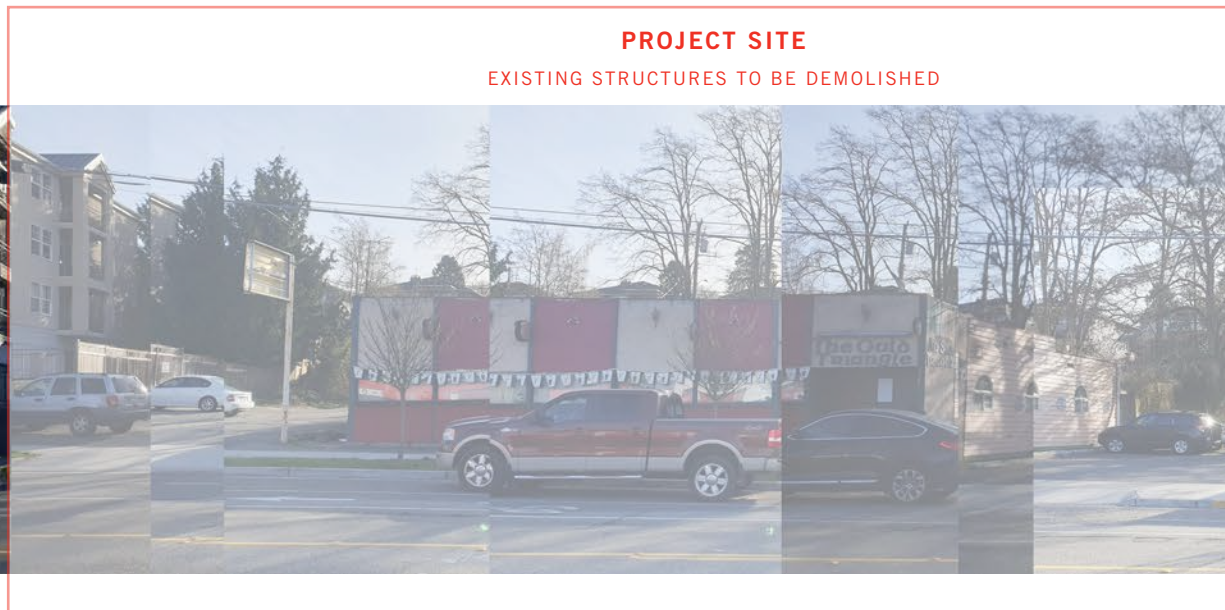 PROJECT SITE
EXISTING STRUCTURES TO BE DEMOLISHED
The Auld
Triangle